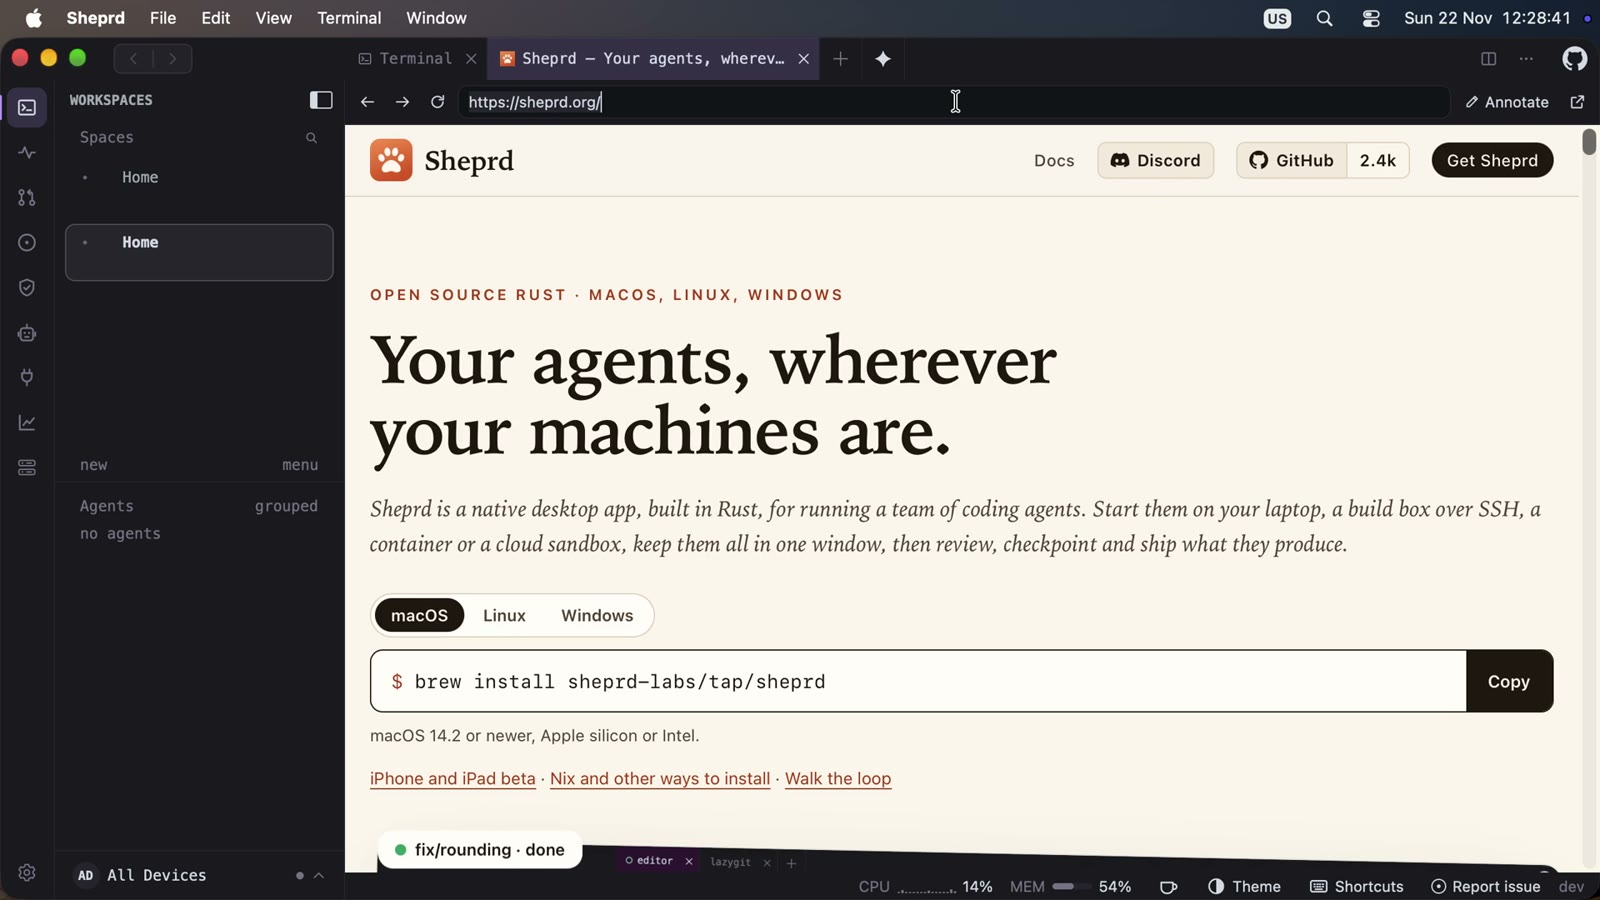 Sheprd File Edit View Terminal Window US Sun 22 Nov 12:28:41
Terminal Sheprd — Your agents, wherev...
WORKSPACES
https://sheprd.org/
Annotate
Spaces
Home
Home
new menu
Agents grouped
no agents
AD All Devices
Sheprd Docs Discord GitHub 2.4k Get Sheprd
OPEN SOURCE RUST · MACOS, LINUX, WINDOWS
Your agents, wherever
your machines are.
Sheprd is a native desktop app, built in Rust, for running a team of coding agents. Start them on your laptop, a build box over SSH, a
container or a cloud sandbox, keep them all in one window, then review, checkpoint and ship what they produce.
macOS Linux Windows
$ brew install sheprd-labs/tap/sheprd Copy
macOS 14.2 or newer, Apple silicon or Intel.
iPhone and iPad beta · Nix and other ways to install · Walk the loop
fix/rounding · done editor lazygit
CPU 14% MEM 54% Theme Shortcuts Report issue dev